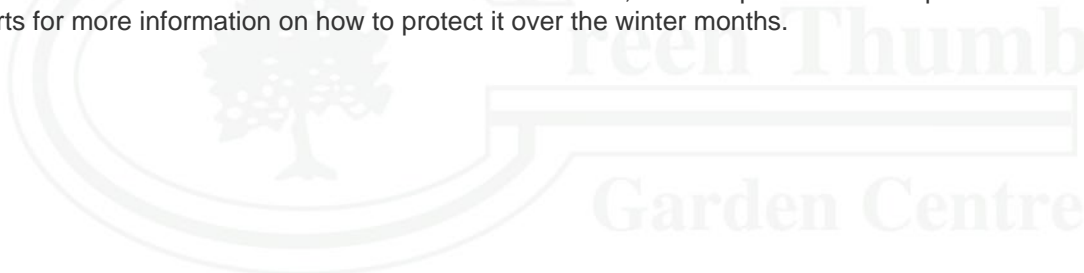 rts for more information on how to protect it over the winter months.
reen Thumb
Garden Centre